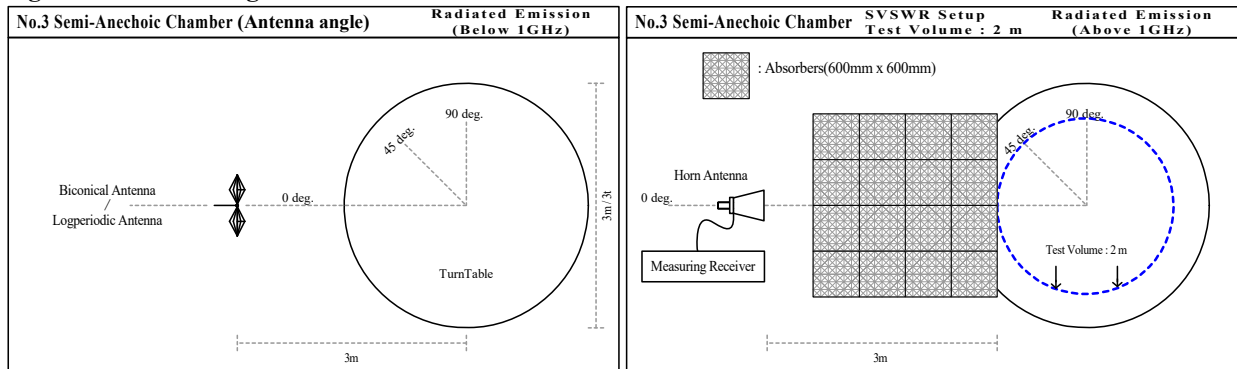 No.3 Semi-Anechoic Chamber (Antenna angle)
Radiated Emission
(Below 1GHz)
90 deg.
45 deg.
Biconical Antenna
/
Logperiodic Antenna
0 deg.
TurnTable
3m / 3t
3m
No.3 Semi-Anechoic Chamber
SVSWR Setup
Test Volume : 2 m
Radiated Emission
(Above 1GHz)
: Absorbers(600mm x 600mm)
90 deg.
45 deg.
Horn Antenna
0 deg.
Measuring Receiver
Test Volume : 2 m
3m